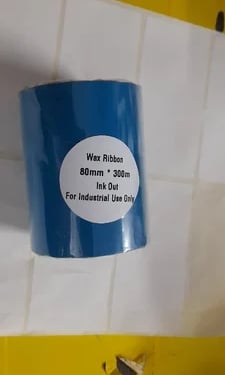 Wax Ribbon
80mm * 300m
Ink Out
For Industrial Use Only